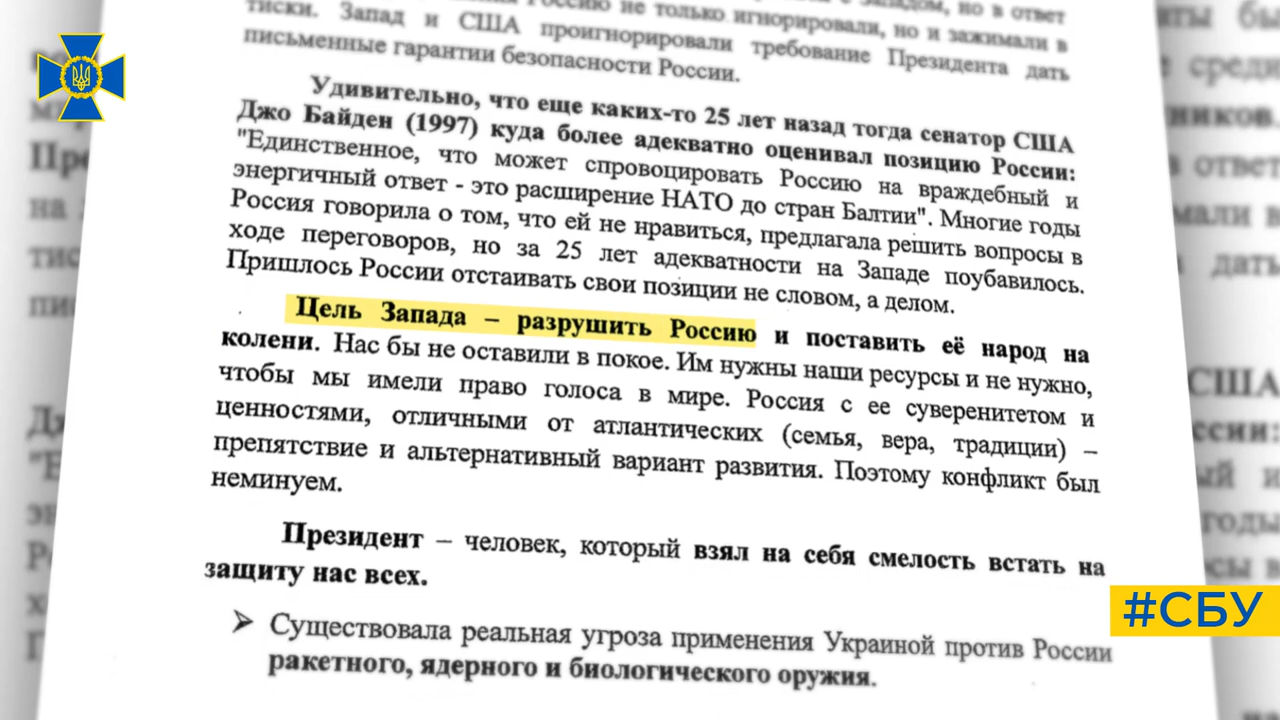 Россию не только игнорировали, но и зажимали в
тиски. Запад и США проигнорировали требование Президента дать
письменные гарантии безопасности России.
Удивительно, что еще каких-то 25 лет назад тогда сенатор США
Джо Байден (1997) куда более адекватно оценивал позицию России:
"Единственное, что может спровоцировать Россию на враждебный и
энергичный ответ - это расширение НАТО до стран Балтии". Многие годы
Россия говорила о том, что ей не нравиться, предлагала решить вопросы в
ходе переговоров, но за 25 лет адекватности на Западе поубавилось.
Пришлось России отстаивать свои позиции не словом, а делом.
Цель Запада – разрушить Россию и поставить её народ на
колени. Нас бы не оставили в покое. Им нужны наши ресурсы и не нужно,
чтобы мы имели право голоса в мире. Россия с ее суверенитетом и
ценностями, отличными от атлантических (семья, вера, традиции) –
препятствие и альтернативный вариант развития. Поэтому конфликт был
неминуем.
Президент – человек, который взял на себя смелость встать на
защиту нас всех.
➢ Существовала реальная угроза применения Украиной против России
ракетного, ядерного и биологического оружия.
#СБУ